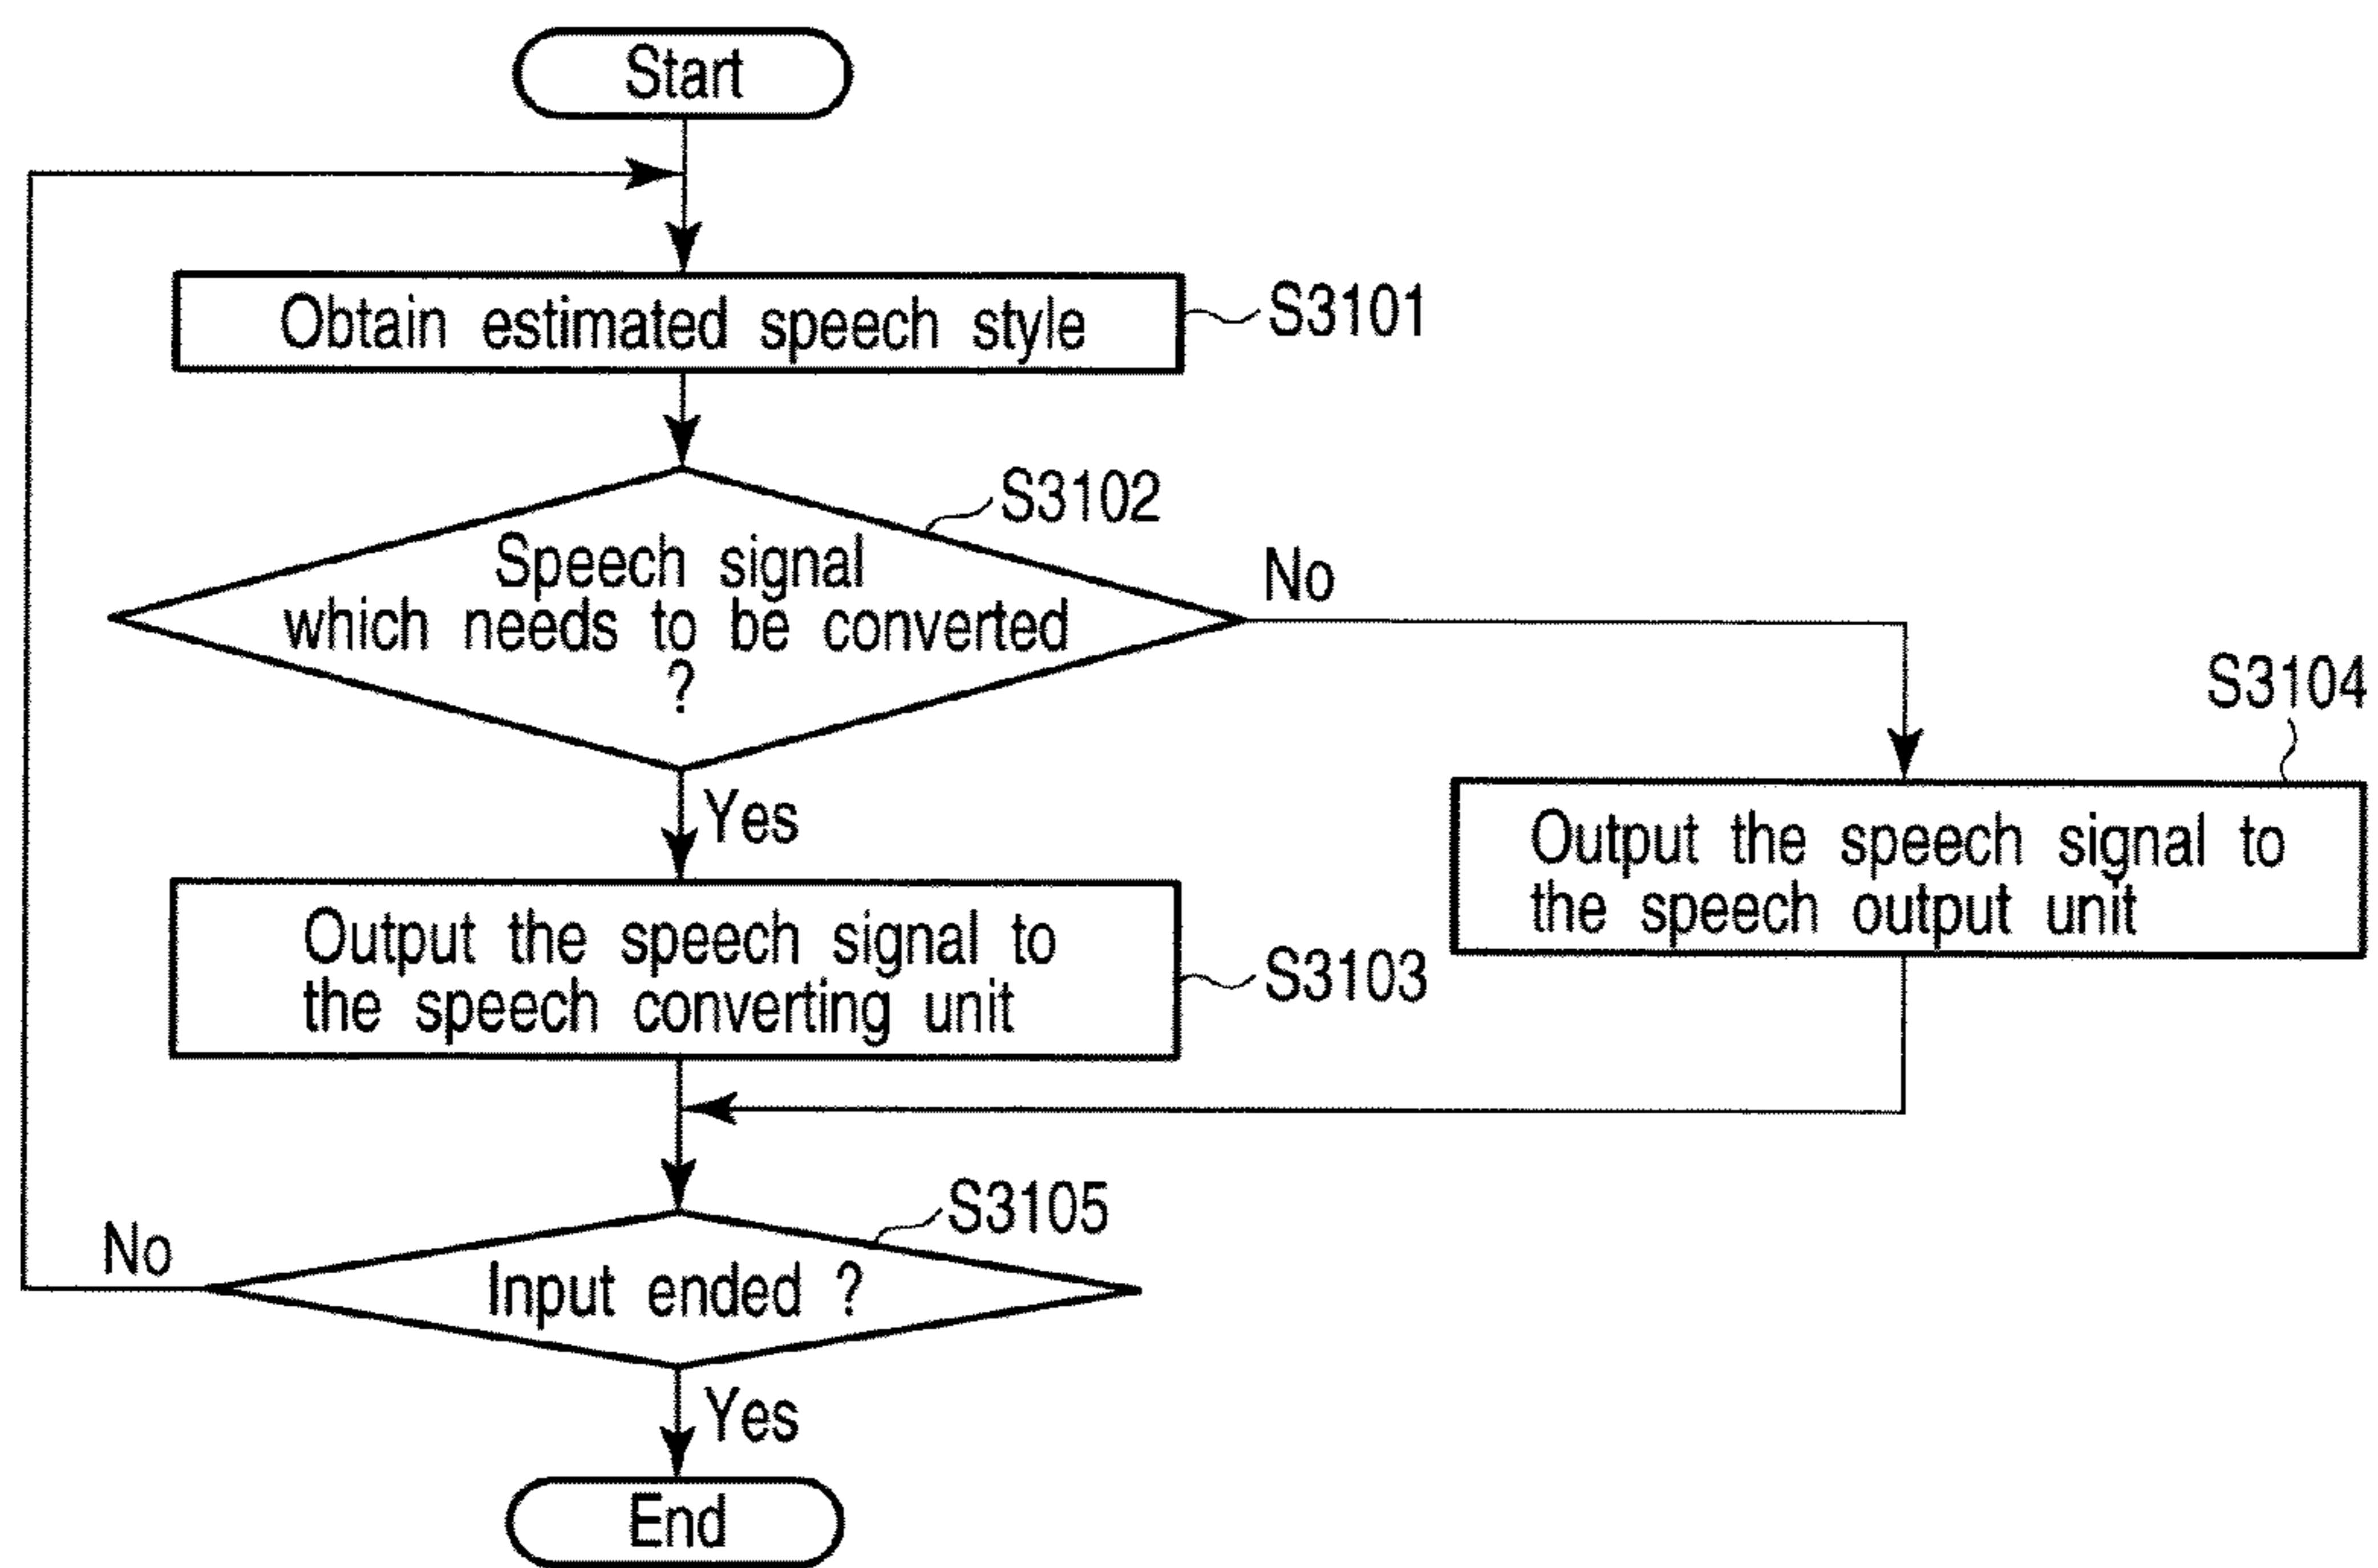 Start
Obtain estimated speech style
S3101
S3102
Speech signal
which needs to be converted
?
No
Yes
S3104
Output the speech signal to
the speech output unit
Output the speech signal to
the speech converting unit
S3103
S3105
Input ended ?
No
Yes
End